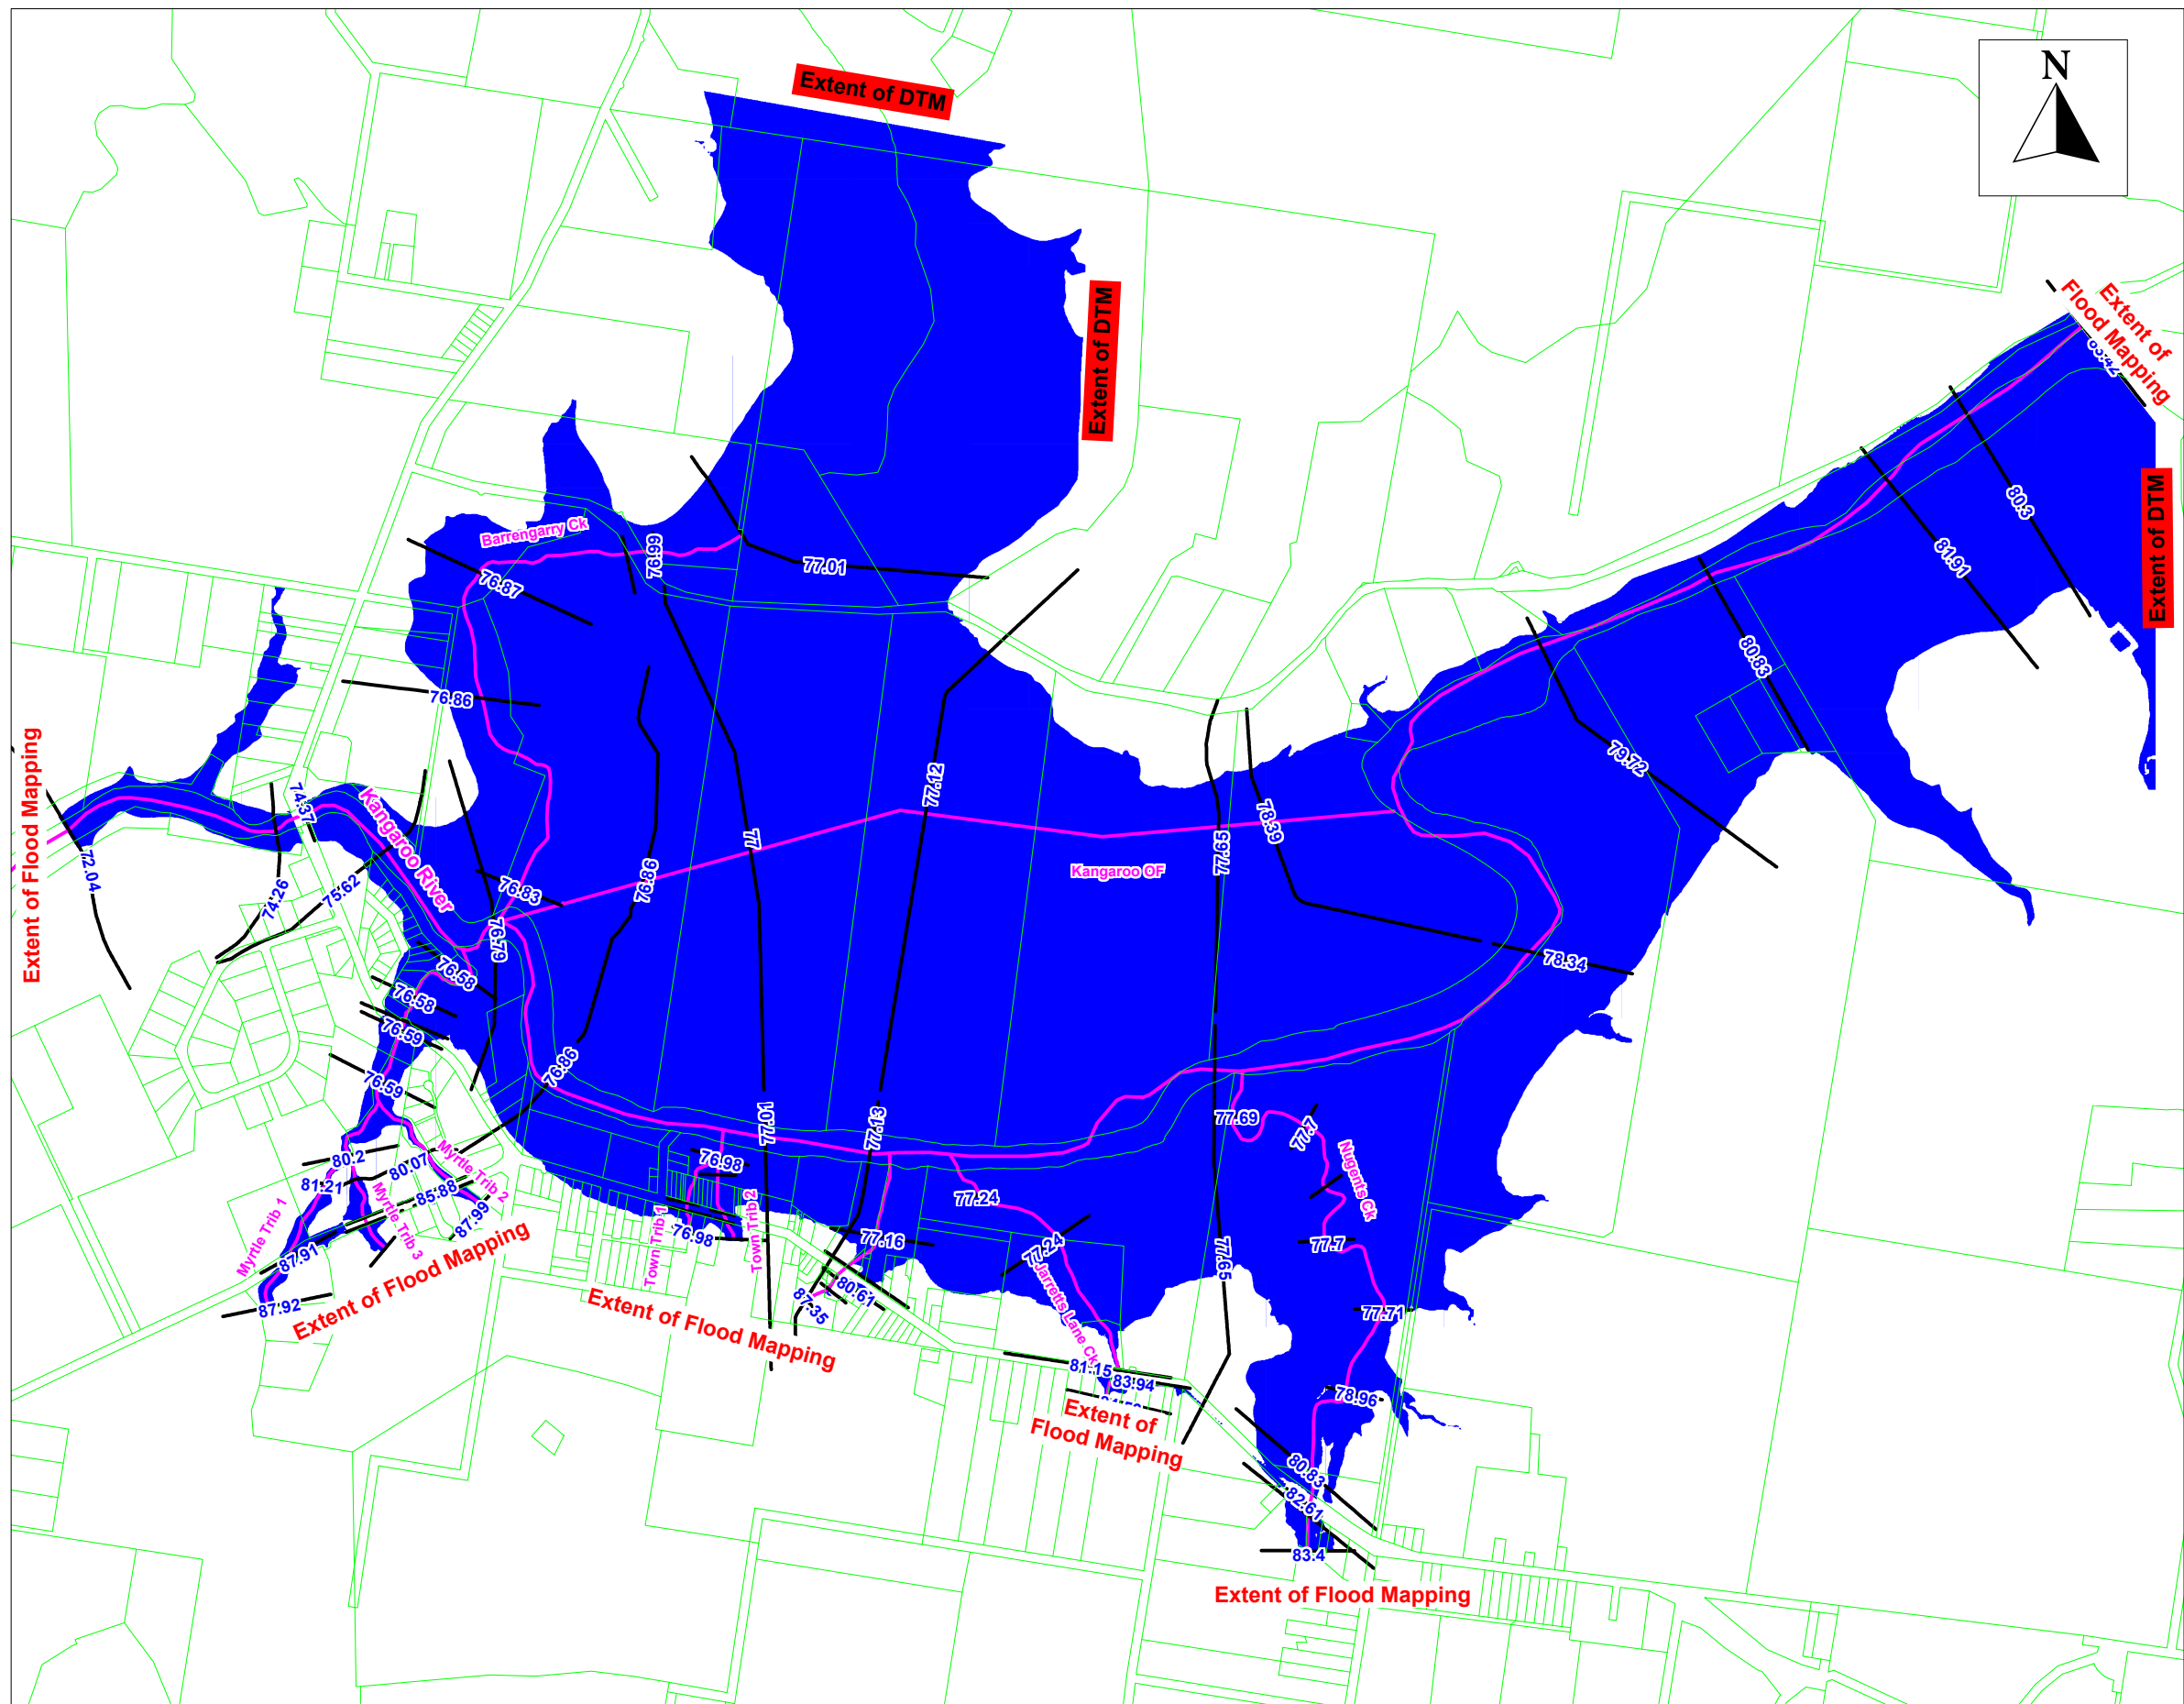 N
Extent of DTM
Extent of DTM
Extent of
Flood Mapping
80.3
81.91
Extent of DTM
Barrengarry Ck
76.99
77.01
76.87
80.83
76.86
79.72
77.12
74.37
Kangaroo River
77
78.39
77.65
Extent of Flood Mapping
72.04
74.26
75.62
76.83
76.86
Kangaroo OF
76.79
76.58
78.34
76.58
76.59
76.59
76.86
77.01
77.13
77.69
77.7
80.2
80.07
Myrtle Trib 2
76.98
81.21
85.88
77.24
Nugents Ck
Myrtle Trib 1
Myrtle Trib 3
87.99
Town Trib 1
76.98
Town Trib 2
77.16
77.24
77.7
77.65
87.91
80.61
87.35
Jarretts Lane Ck
77.71
87.92
Extent of Flood Mapping
Extent of Flood Mapping
81.15
83.94
78.96
Extent of
Flood Mapping
80.83
82.61
83.4
Extent of Flood Mapping